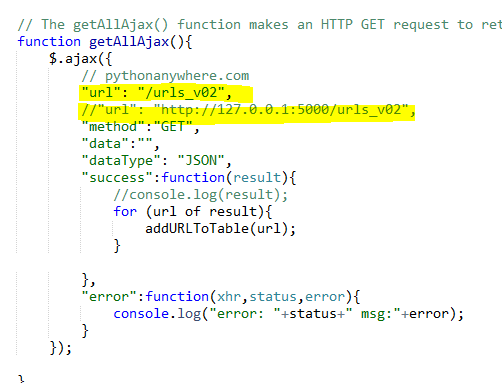 // The getAllAjax() function makes an HTTP GET request to ret
function getAllAjax(){
$.ajax({
// pythonanywhere.com
"url": "/urls_v02",
//"url": "http://127.0.0.1:5000/urls_v02",
"method":"GET",
"data":"",
"dataType": "JSON",
"success":function(result){
//console.log(result);
for (url of result){
addURLToTable(url);
}
},
"error":function(xhr,status,error){
console.log("error: "+status+" msg:"+error);
}
});
}